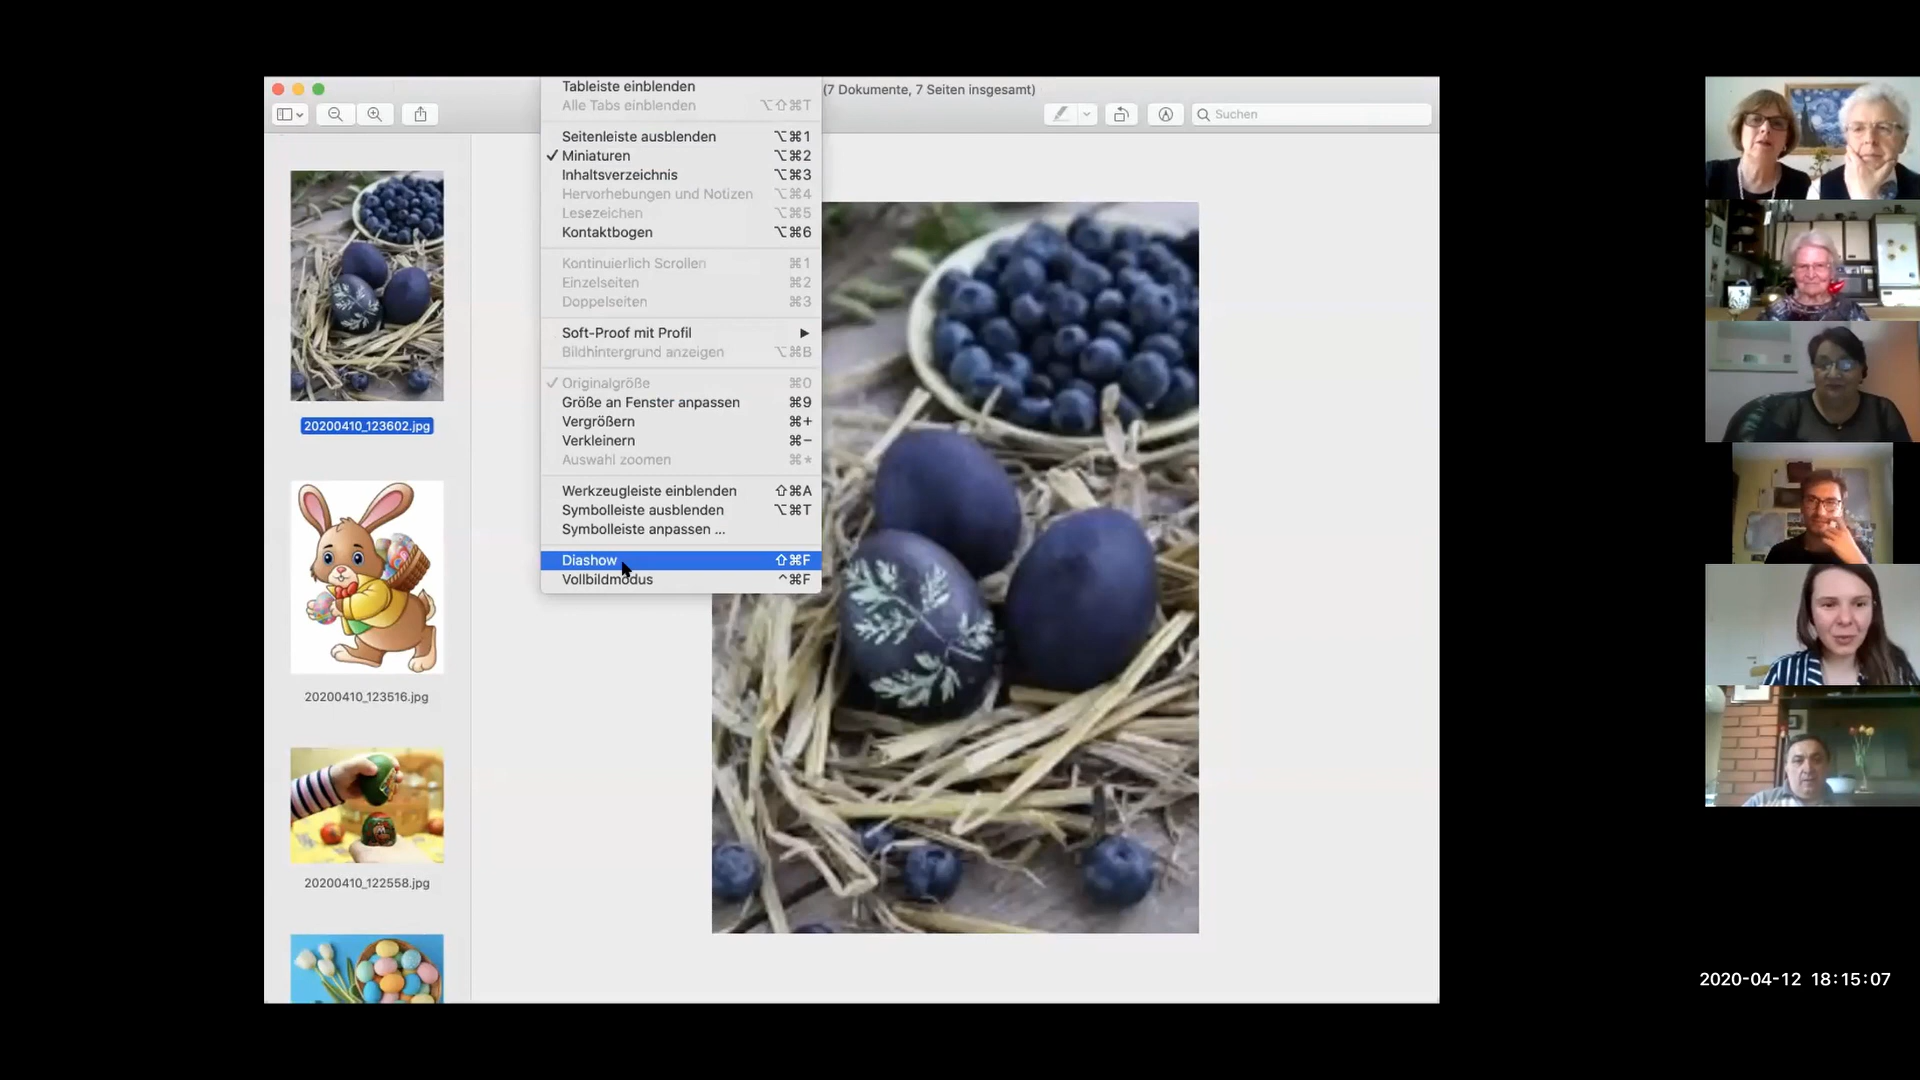 Tableiste einblenden
Alle Tabs einblenden ⌥⇧⌘T
(7 Dokumente, 7 Seiten insgesamt)
Suchen
Seitenleiste ausblenden ⌥⌘1
✓ Miniaturen ⌥⌘2
Inhaltsverzeichnis ⌥⌘3
Hervorhebungen und Notizen ⌥⌘4
Lesezeichen ⌥⌘5
Kontaktbogen ⌥⌘6
Kontinuierlich Scrollen ⌘1
Einzelseiten ⌘2
Doppelseiten ⌘3
Soft-Proof mit Profil ▶
Bildhintergrund anzeigen ⌥⌘B
✓ Originalgröße ⌘0
Größe an Fenster anpassen ⌘9
Vergrößern ⌘+
Verkleinern ⌘−
Auswahl zoomen ⌘*
Werkzeugleiste einblenden ⇧⌘A
Symbolleiste ausblenden ⌥⌘T
Symbolleiste anpassen ...
Diashow ⇧⌘F
Vollbildmodus ^⌘F
20200410_123602.jpg
20200410_123516.jpg
20200410_122558.jpg
2020-04-12 18:15:07